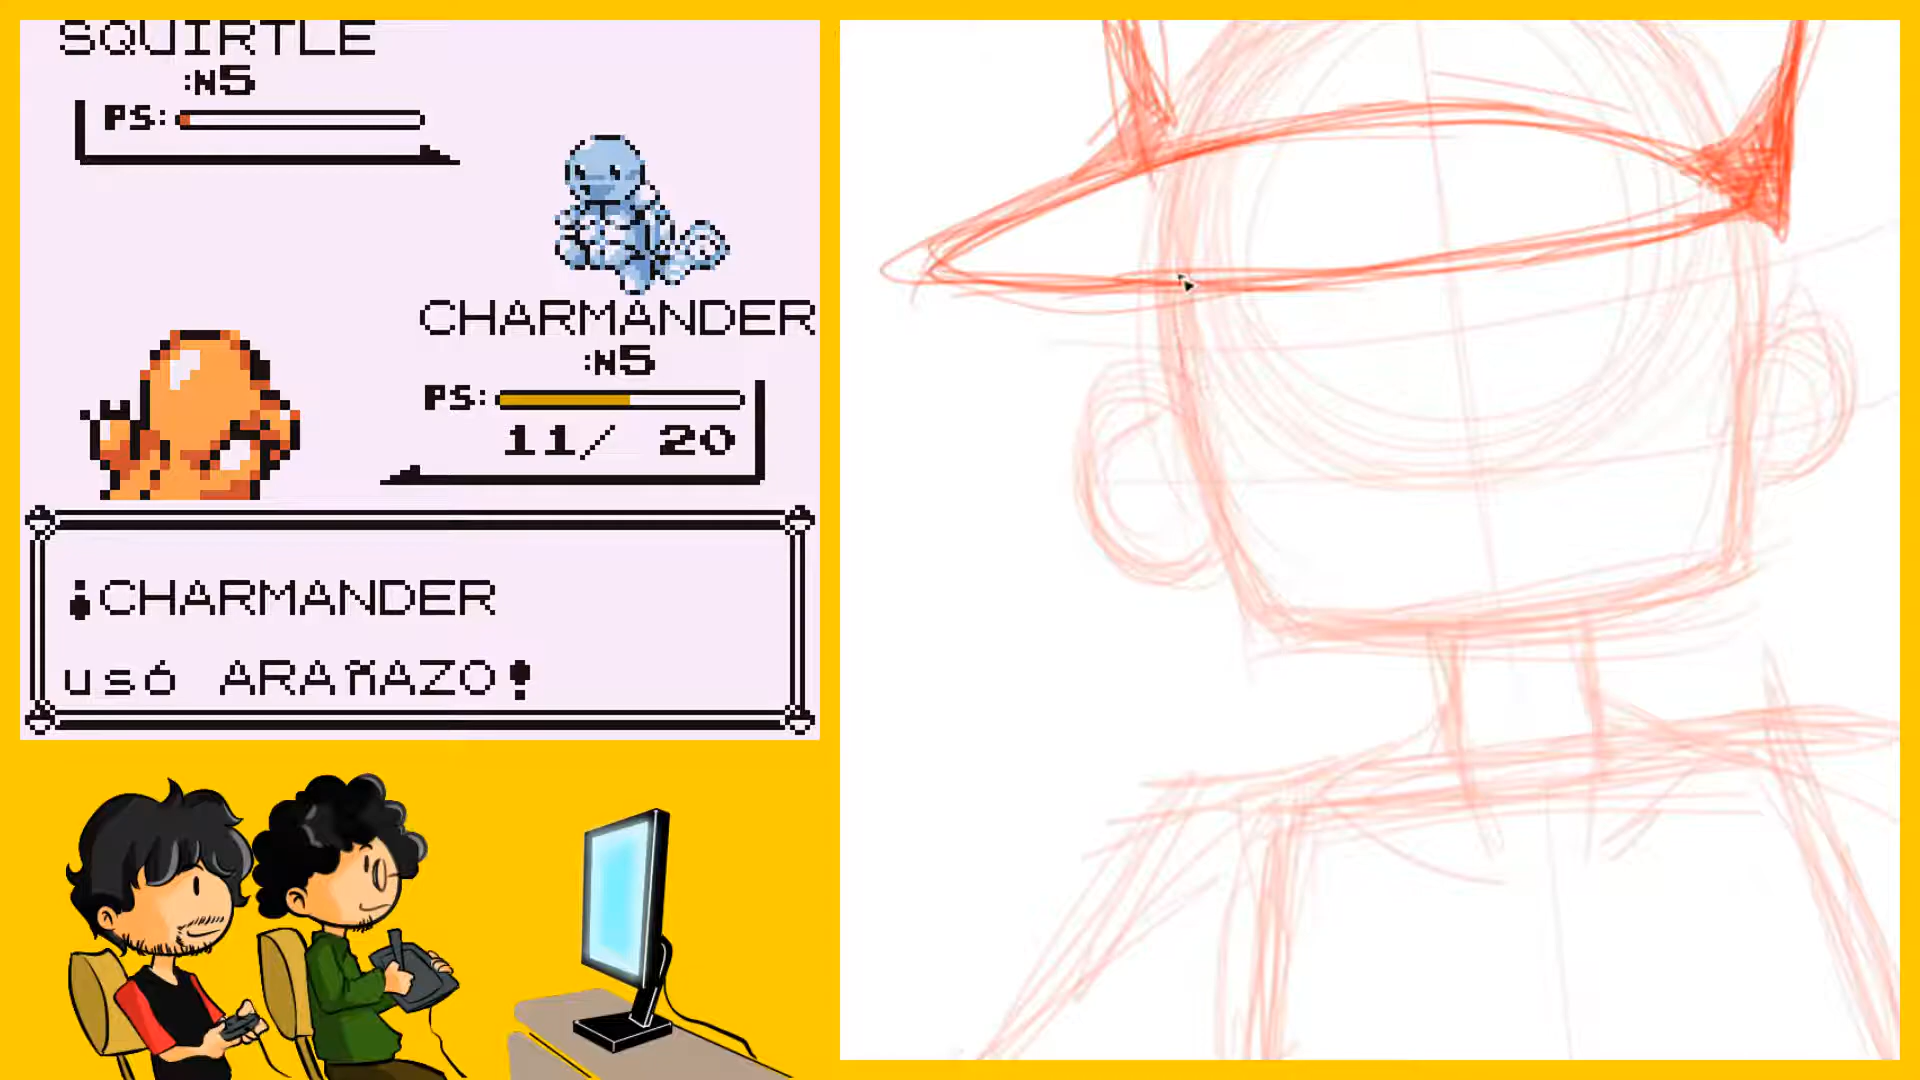 SQUIRTLE
:N5
PS:
CHARMANDER
:N5
PS:
11/ 20
¡CHARMANDER
usó ARAÑAZO!